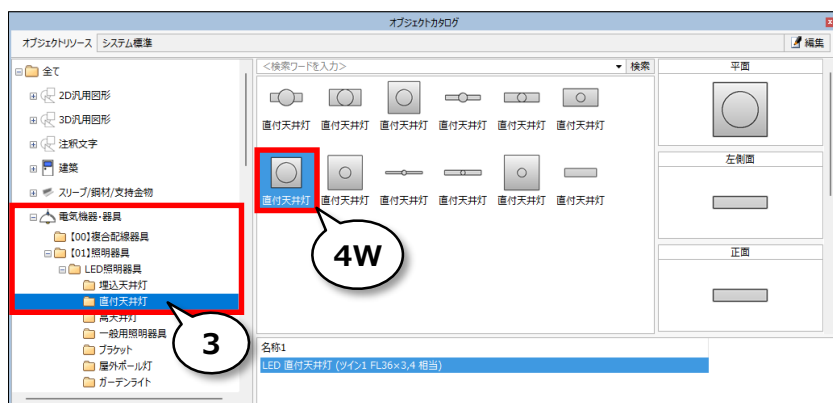 オブジェクトカタログ
オブジェクトリソース システム標準
編集
全て
2D汎用図形
3D汎用図形
注釈文字
建築
スリーブ/鋼材/支持金物
電気機器・器具
【00】複合配線器具
【01】照明器具
LED照明器具
埋込天井灯
直付天井灯
高天井灯
一般用照明器具
ブラケット
屋外ポール灯
ガーデンライト
3
<検索ワードを入力>
検索
直付天井灯 直付天井灯 直付天井灯 直付天井灯 直付天井灯 直付天井灯
直付天井灯 直付天井灯 直付天井灯 直付天井灯 直付天井灯 直付天井灯
4W
名称1
LED 直付天井灯 (ツイン1 FL36×3,4 相当)
平面
左側面
正面